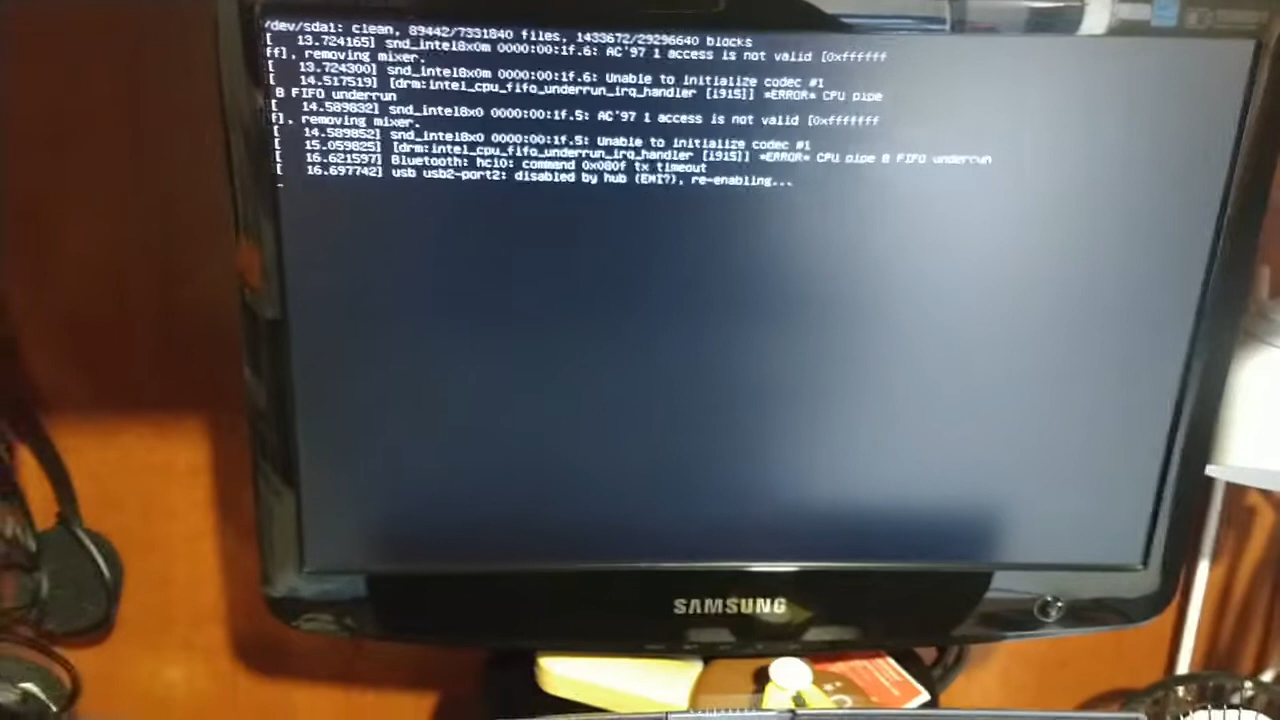 /dev/sda1: clean, 89442/7331840 files, 1433672/29296640 blocks
[   13.724165] snd_intel8x0m 0000:00:1f.6: AC'97 1 access is not valid [0xffffff
ff], removing mixer.
[   13.724300] snd_intel8x0m 0000:00:1f.6: Unable to initialize codec #1
[   14.517519] [drm:intel_cpu_fifo_underrun_irq_handler [i915]] *ERROR* CPU pipe
B FIFO underrun
[   14.589832] snd_intel8x0 0000:00:1f.5: AC'97 1 access is not valid [0xfffffff
f], removing mixer.
[   14.589852] snd_intel8x0 0000:00:1f.5: Unable to initialize codec #1
[   15.059825] [drm:intel_cpu_fifo_underrun_irq_handler [i915]] *ERROR* CPU pipe B FIFO underrun
[   16.621597] Bluetooth: hci0: command 0x080f tx timeout
[   16.697742] usb usb2-port2: disabled by hub (EMI?), re-enabling...
SAMSUNG